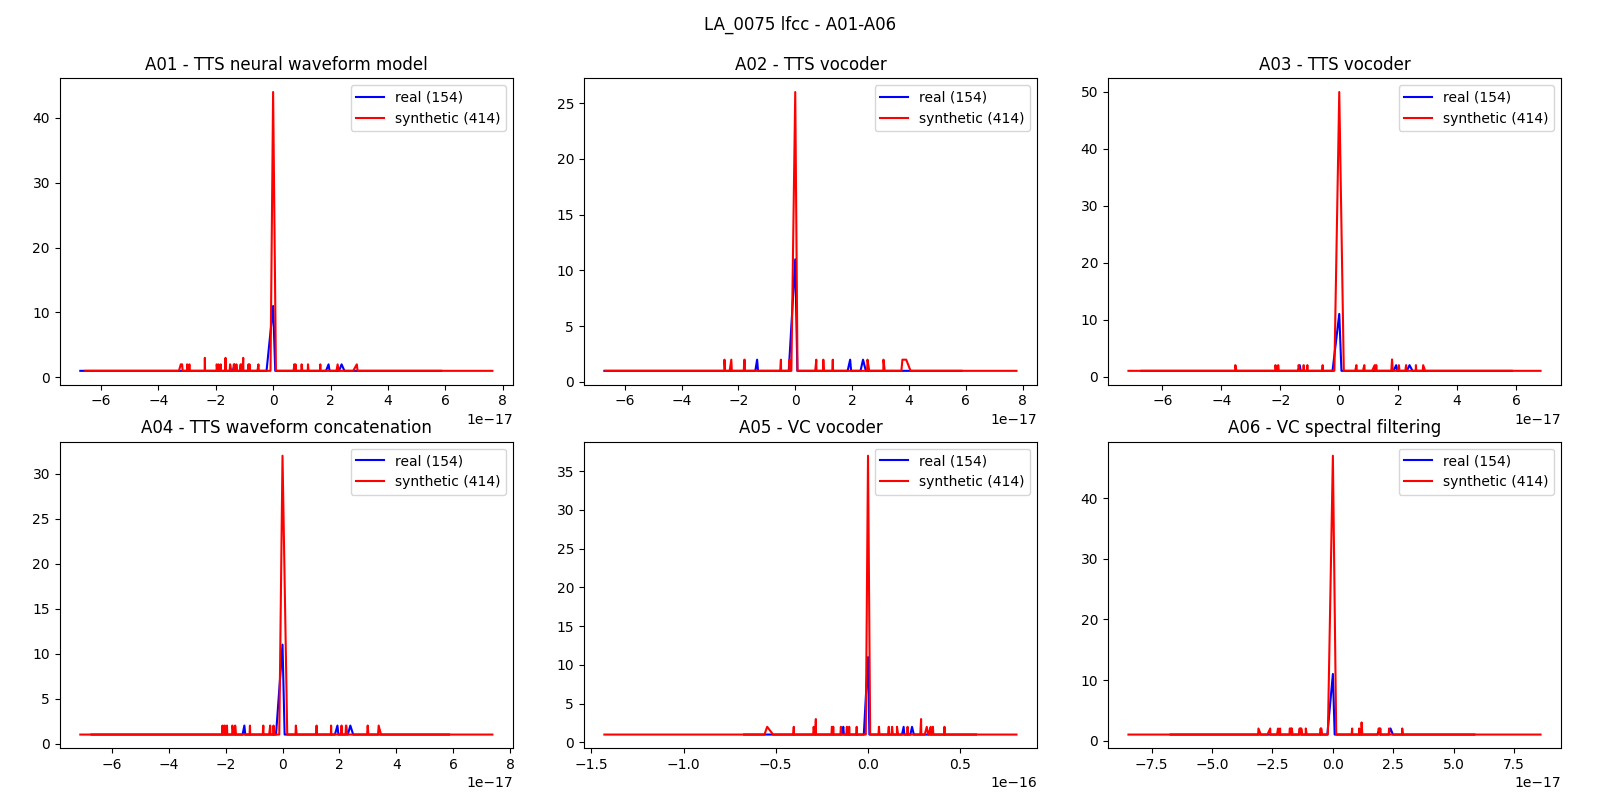 LA_0075 lfcc - A01-A06
A01 - TTS neural waveform model
real (154)
synthetic (414)
40
30
20
10
0
−6 −4 −2 0 2 4 6 8
1e−17
A02 - TTS vocoder
real (154)
synthetic (414)
25
20
15
10
5
0
−6 −4 −2 0 2 4 6 8
1e−17
A03 - TTS vocoder
real (154)
synthetic (414)
50
40
30
20
10
0
−6 −4 −2 0 2 4 6
1e−17
A04 - TTS waveform concatenation
real (154)
synthetic (414)
30
25
20
15
10
5
0
−6 −4 −2 0 2 4 6 8
1e−17
A05 - VC vocoder
real (154)
synthetic (414)
35
30
25
20
15
10
5
0
−1.5 −1.0 −0.5 0.0 0.5
1e−16
A06 - VC spectral filtering
real (154)
synthetic (414)
40
30
20
10
0
−7.5 −5.0 −2.5 0.0 2.5 5.0 7.5
1e−17